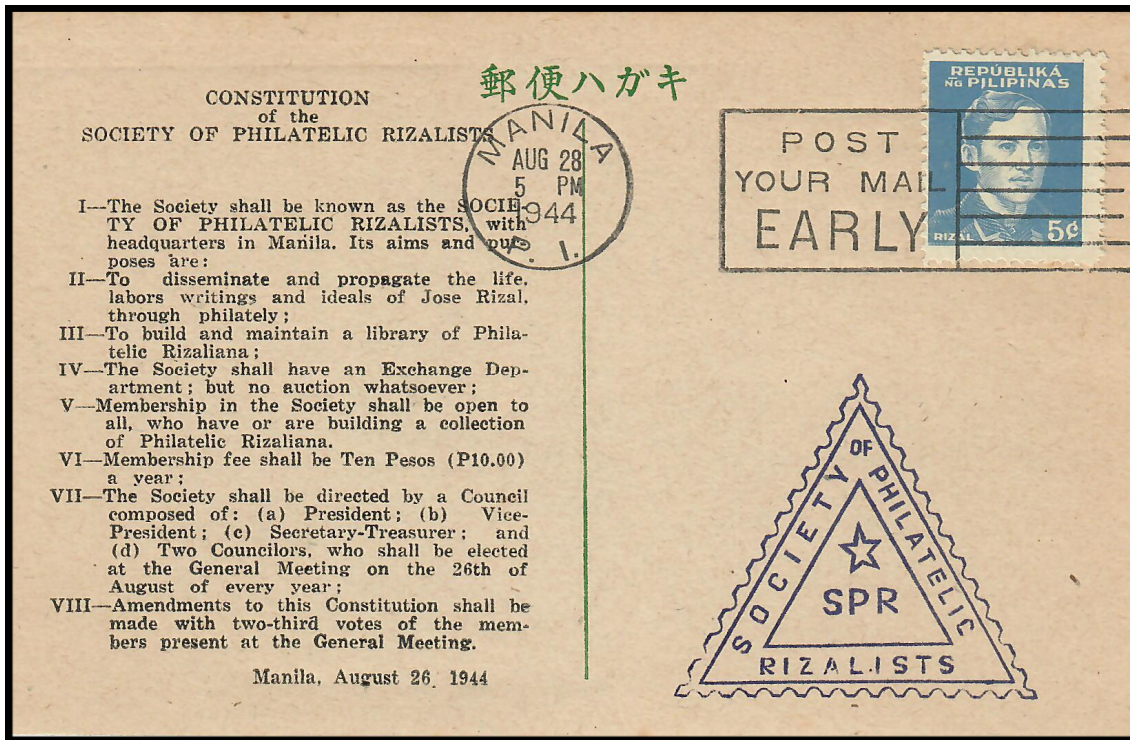 郵便ハガキ
CONSTITUTION
of the
SOCIETY OF PHILATELIC RIZALISTS
I—The Society shall be known as the SOCIE-
TY OF PHILATELIC RIZALISTS, with
headquarters in Manila. Its aims and pur-
poses are:
II—To disseminate and propagate the life,
labors writings and ideals of Jose Rizal,
through philately;
III—To build and maintain a library of Phila-
telic Rizaliana;
IV—The Society shall have an Exchange Dep-
artment; but no auction whatsoever;
V—Membership in the Society shall be open to
all, who have or are building a collection
of Philatelic Rizaliana.
VI—Membership fee shall be Ten Pesos (P10.00)
a year;
VII—The Society shall be directed by a Council
composed of: (a) President; (b) Vice-
President; (c) Secretary-Treasurer; and
(d) Two Councilors, who shall be elected
at the General Meeting on the 26th of
August of every year;
VIII—Amendments to this Constitution shall be
made with two-third votes of the mem-
bers present at the General Meeting.
Manila, August 26, 1944
MANILA
AUG 28
5 PM
1944
P. I.
POST
YOUR MAIL
EARLY
REPÚBLIKÁ
NG PILIPINAS
RIZAL 5¢
SOCIETY OF PHILATELIC
SPR
RIZALISTS